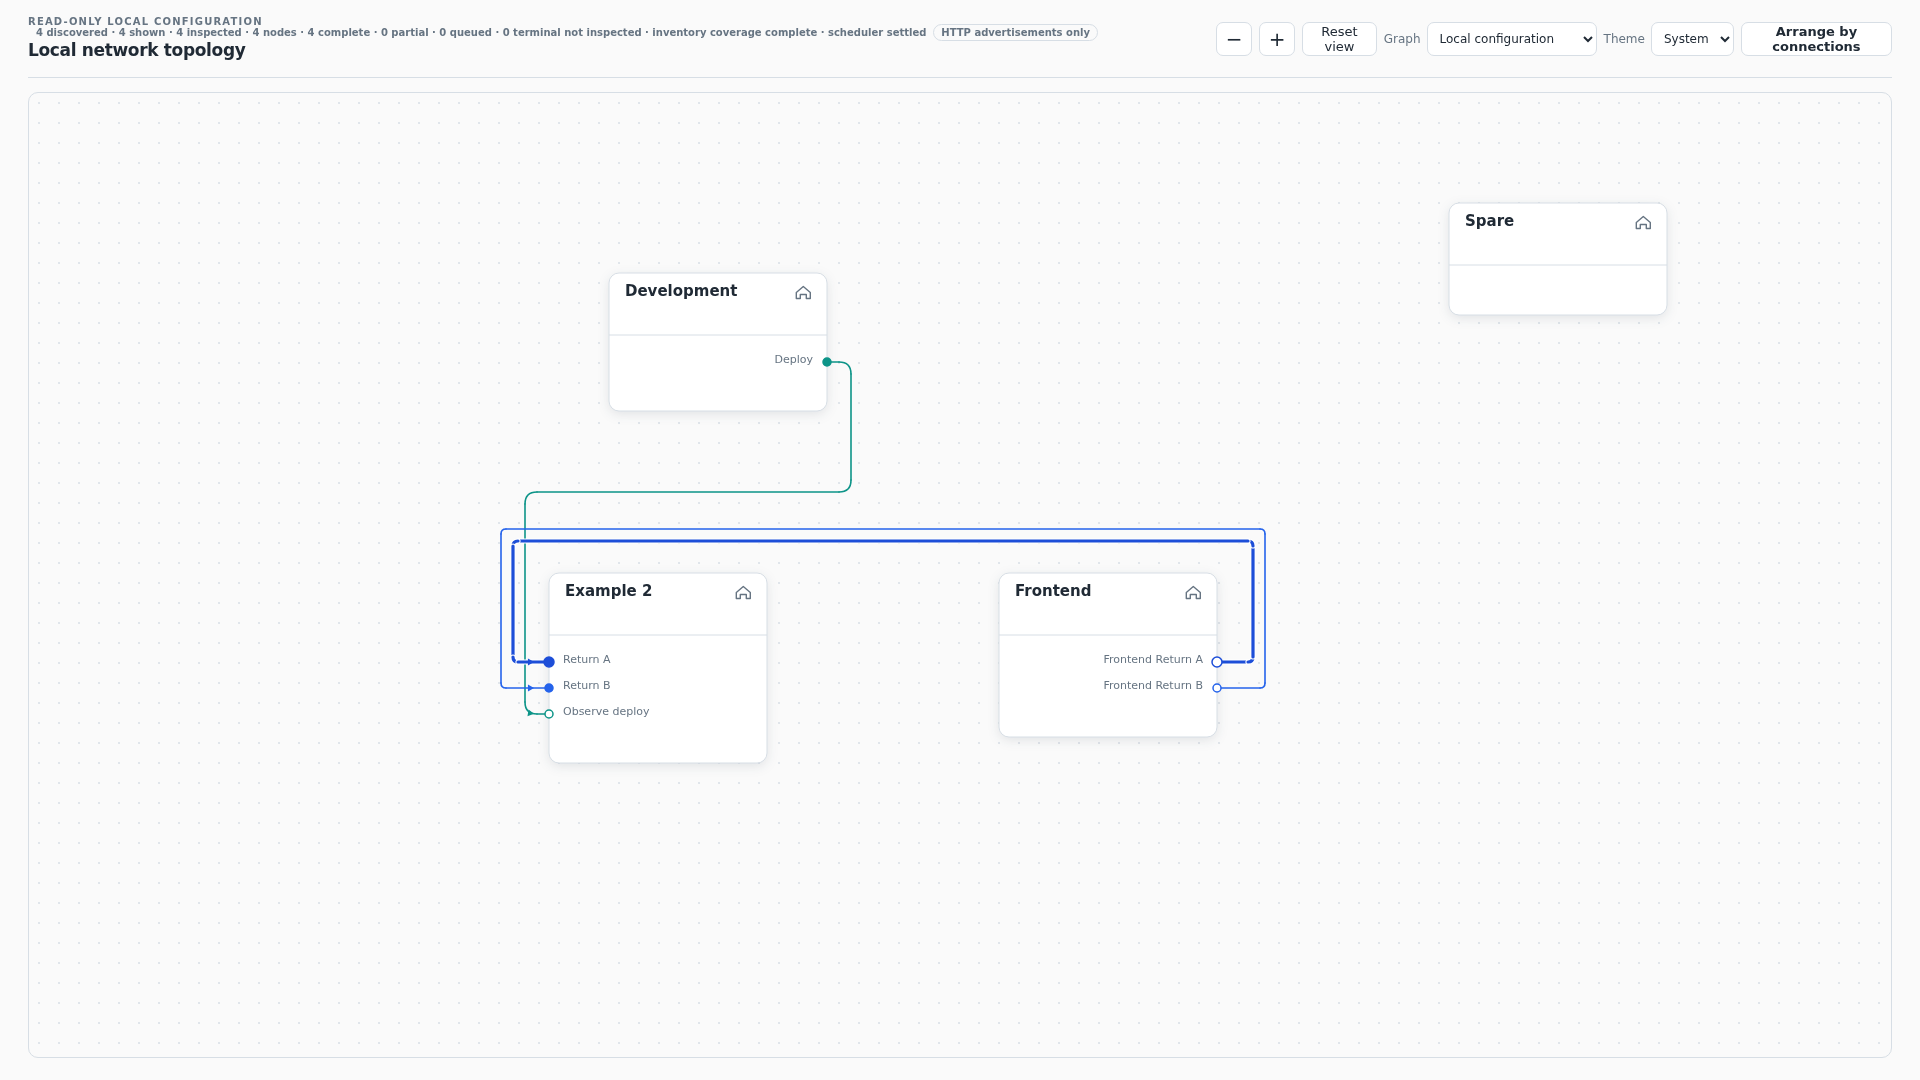 READ-ONLY LOCAL CONFIGURATION
4 discovered · 4 shown · 4 inspected · 4 nodes · 4 complete · 0 partial · 0 queued · 0 terminal not inspected · inventory coverage complete · scheduler settled HTTP advertisements only
Local network topology
− + Reset view Graph Local configuration Theme System Arrange by connections
Spare
Development
Deploy
Example 2
Return A
Return B
Observe deploy
Frontend
Frontend Return A
Frontend Return B